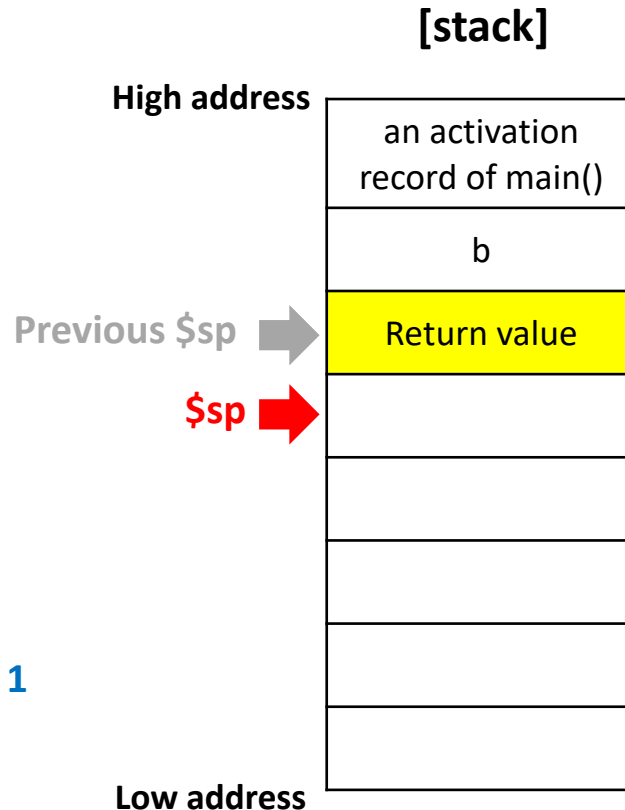 [stack]
High address
an activation
record of main()
b
Previous $sp
Return value
$sp
1
Low address